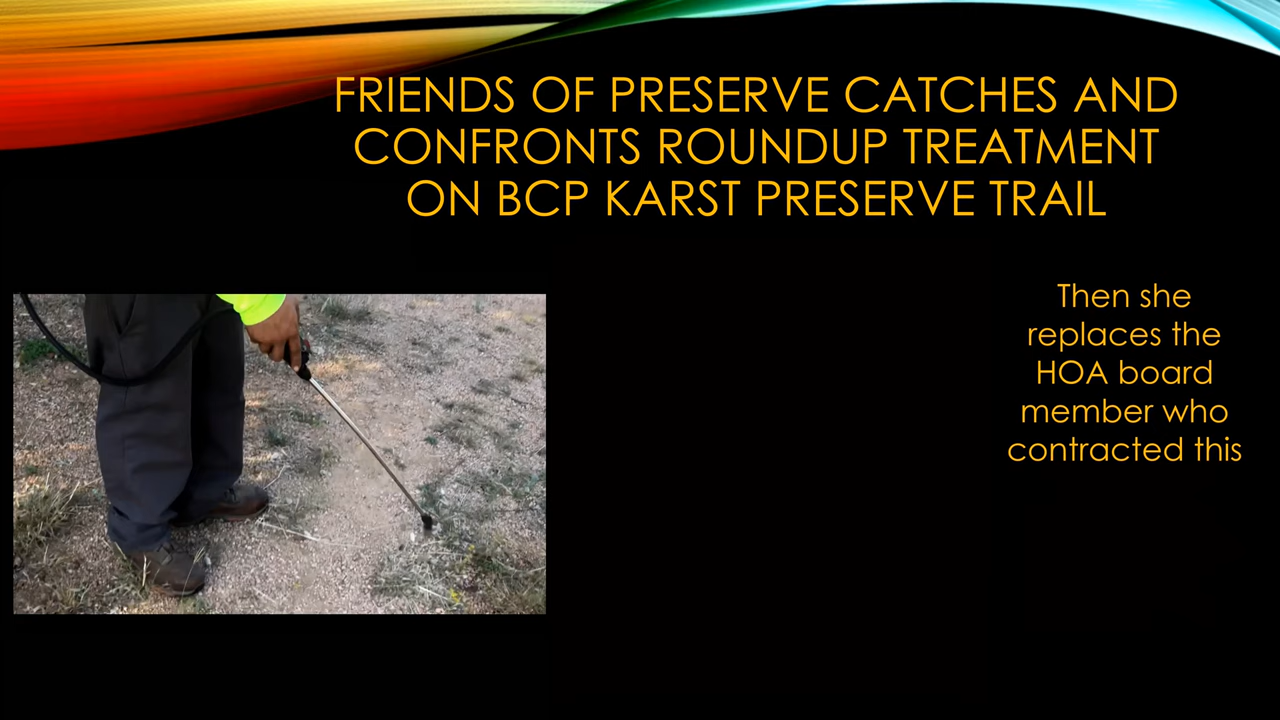 FRIENDS OF PRESERVE CATCHES AND
CONFRONTS ROUNDUP TREATMENT
ON BCP KARST PRESERVE TRAIL
Then she
replaces the
HOA board
member who
contracted this